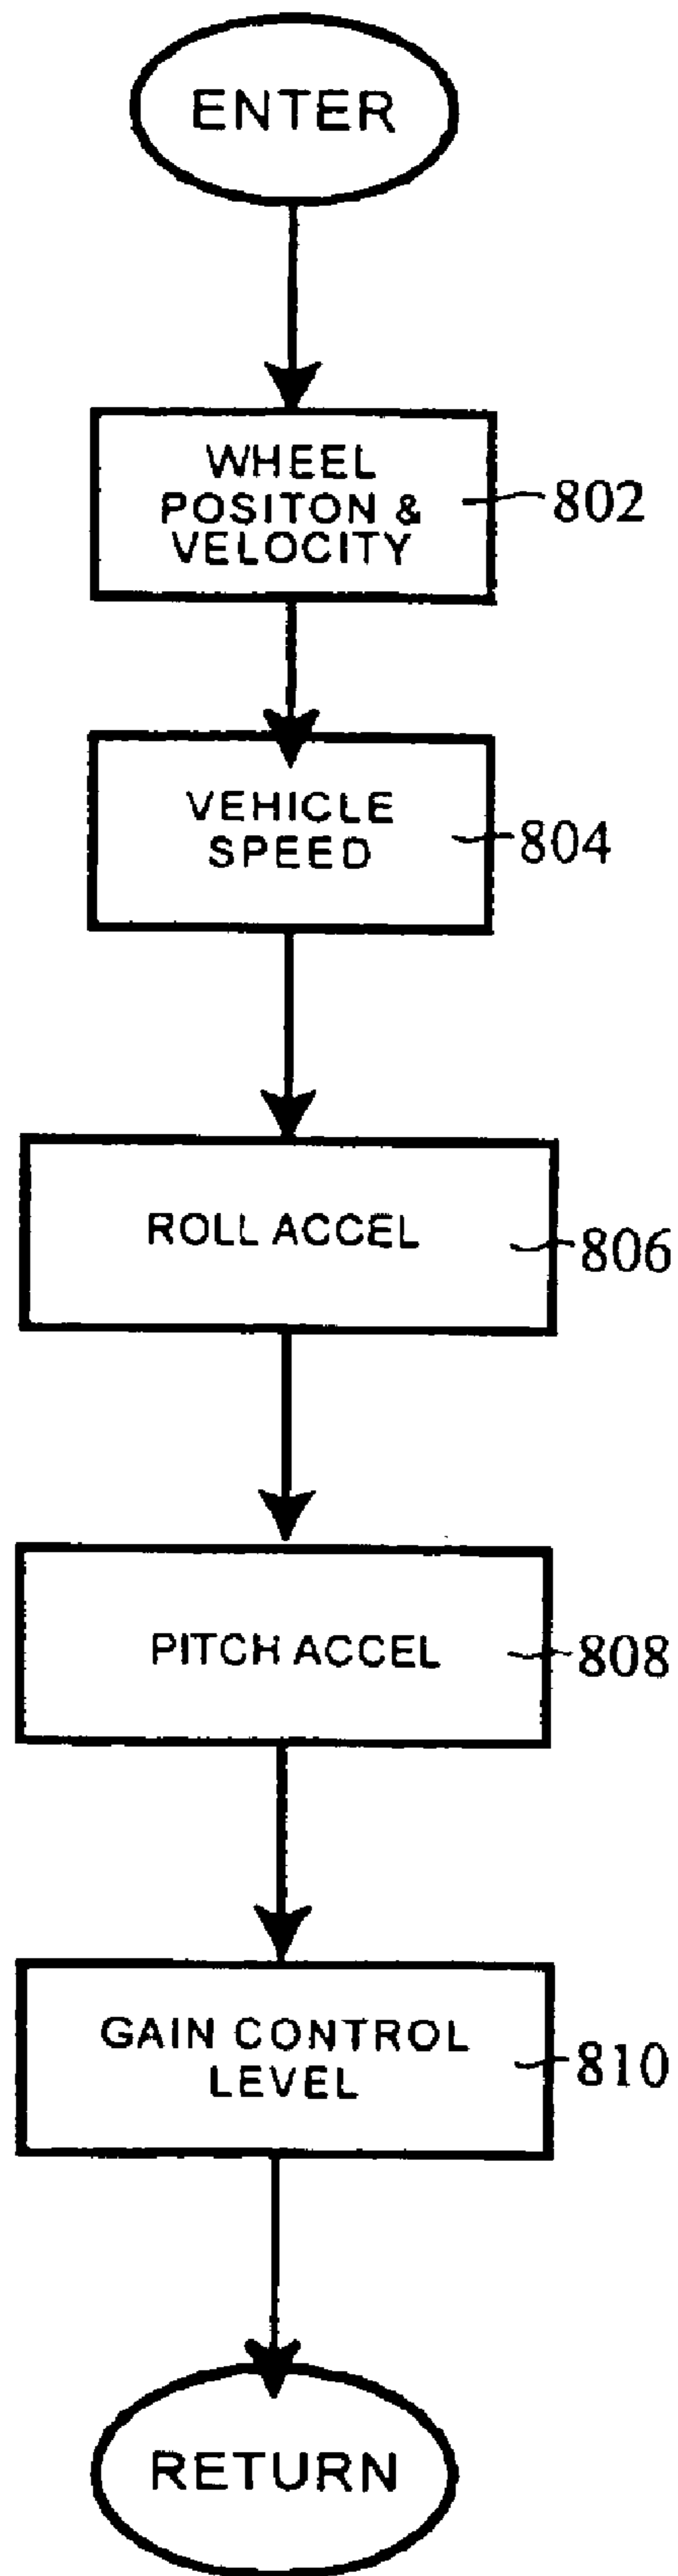 ENTER
WHEEL
POSITON &
VELOCITY
802
VEHICLE
SPEED
804
ROLL ACCEL
806
PITCH ACCEL
808
GAIN CONTROL
LEVEL
810
RETURN